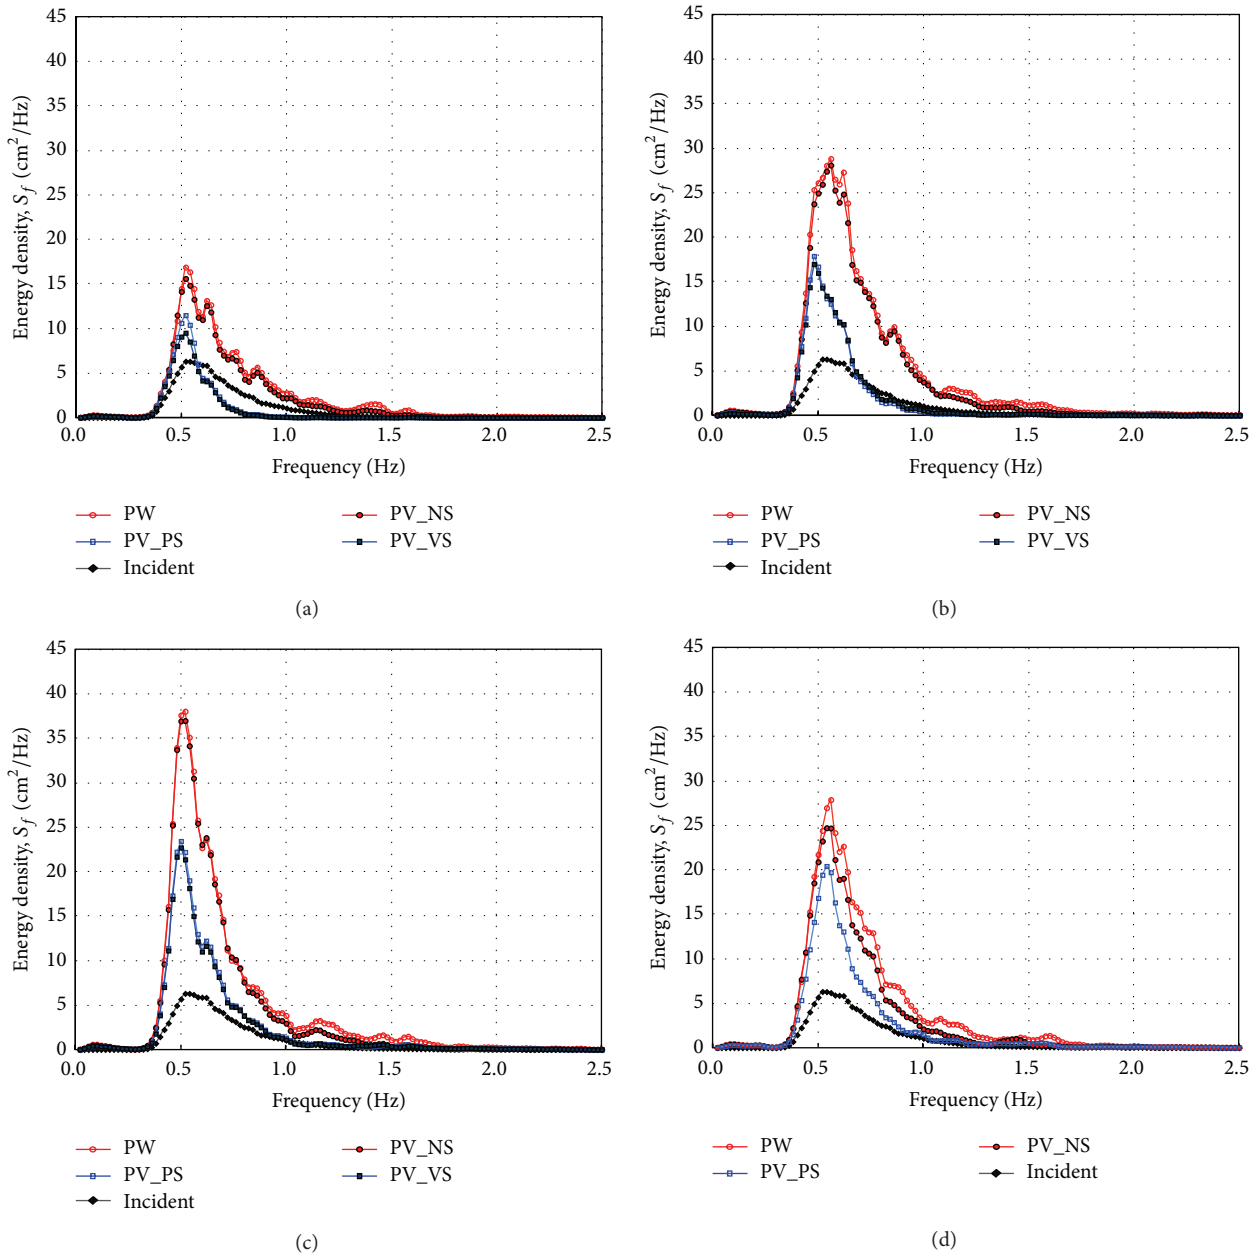 45
40
35
30
25
20
15
10
5
0
Energy density, S_f (cm²/Hz)
0.0 0.5 1.0 1.5 2.0 2.5
Frequency (Hz)
PW PV_NS
PV_PS PV_VS
Incident
(a)
45
40
35
30
25
20
15
10
5
0
Energy density, S_f (cm²/Hz)
0.0 0.5 1.0 1.5 2.0 2.5
Frequency (Hz)
PW PV_NS
PV_PS PV_VS
Incident
(b)
45
40
35
30
25
20
15
10
5
0
Energy density, S_f (cm²/Hz)
0.0 0.5 1.0 1.5 2.0 2.5
Frequency (Hz)
PW PV_NS
PV_PS PV_VS
Incident
(c)
45
40
35
30
25
20
15
10
5
0
Energy density, S_f (cm²/Hz)
0.0 0.5 1.0 1.5 2.0 2.5
Frequency (Hz)
PW PV_NS
PV_PS Incident
(d)